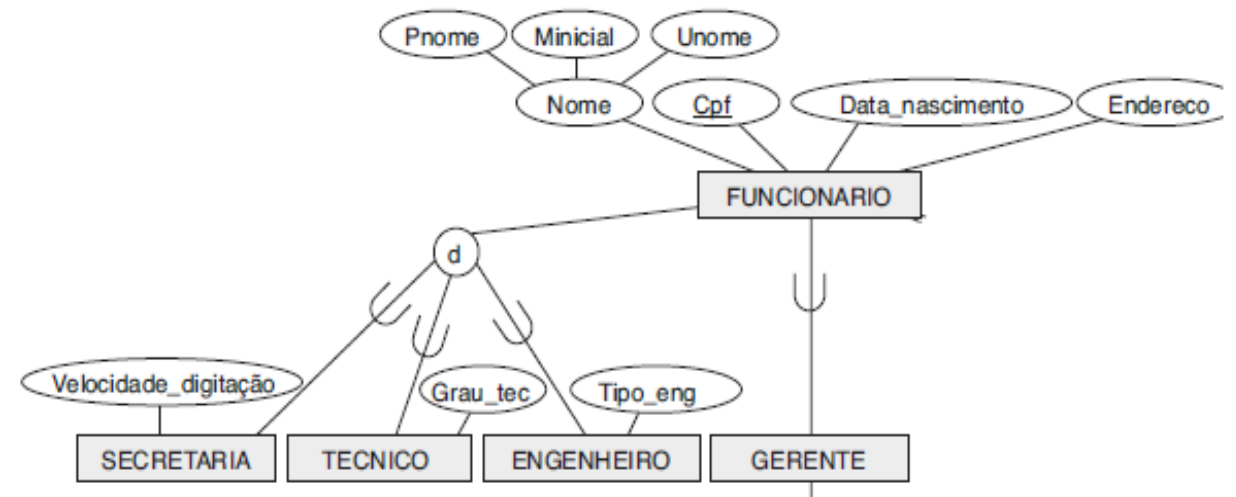 Pnome Minicial Unome
Nome Cpf Data_nascimento Endereco
FUNCIONARIO
d
Velocidade_digitação Grau_tec Tipo_eng
SECRETARIA TECNICO ENGENHEIRO GERENTE